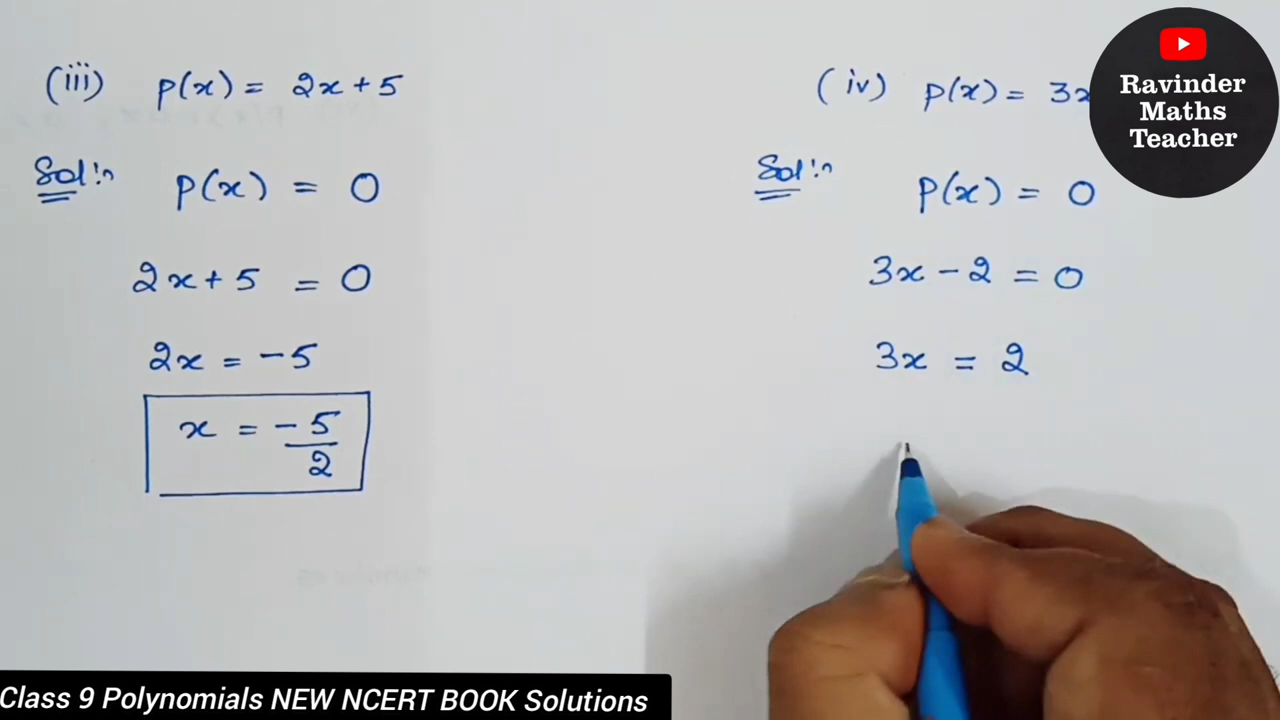 (iii) p(x) = 2x + 5
Sol!n p(x) = 0
2x + 5 = 0
2x = -5
x = -5/2
(iv) p(x) = 3x
Sol!n p(x) = 0
3x - 2 = 0
3x = 2
Ravinder
Maths
Teacher
Class 9 Polynomials NEW NCERT BOOK Solutions